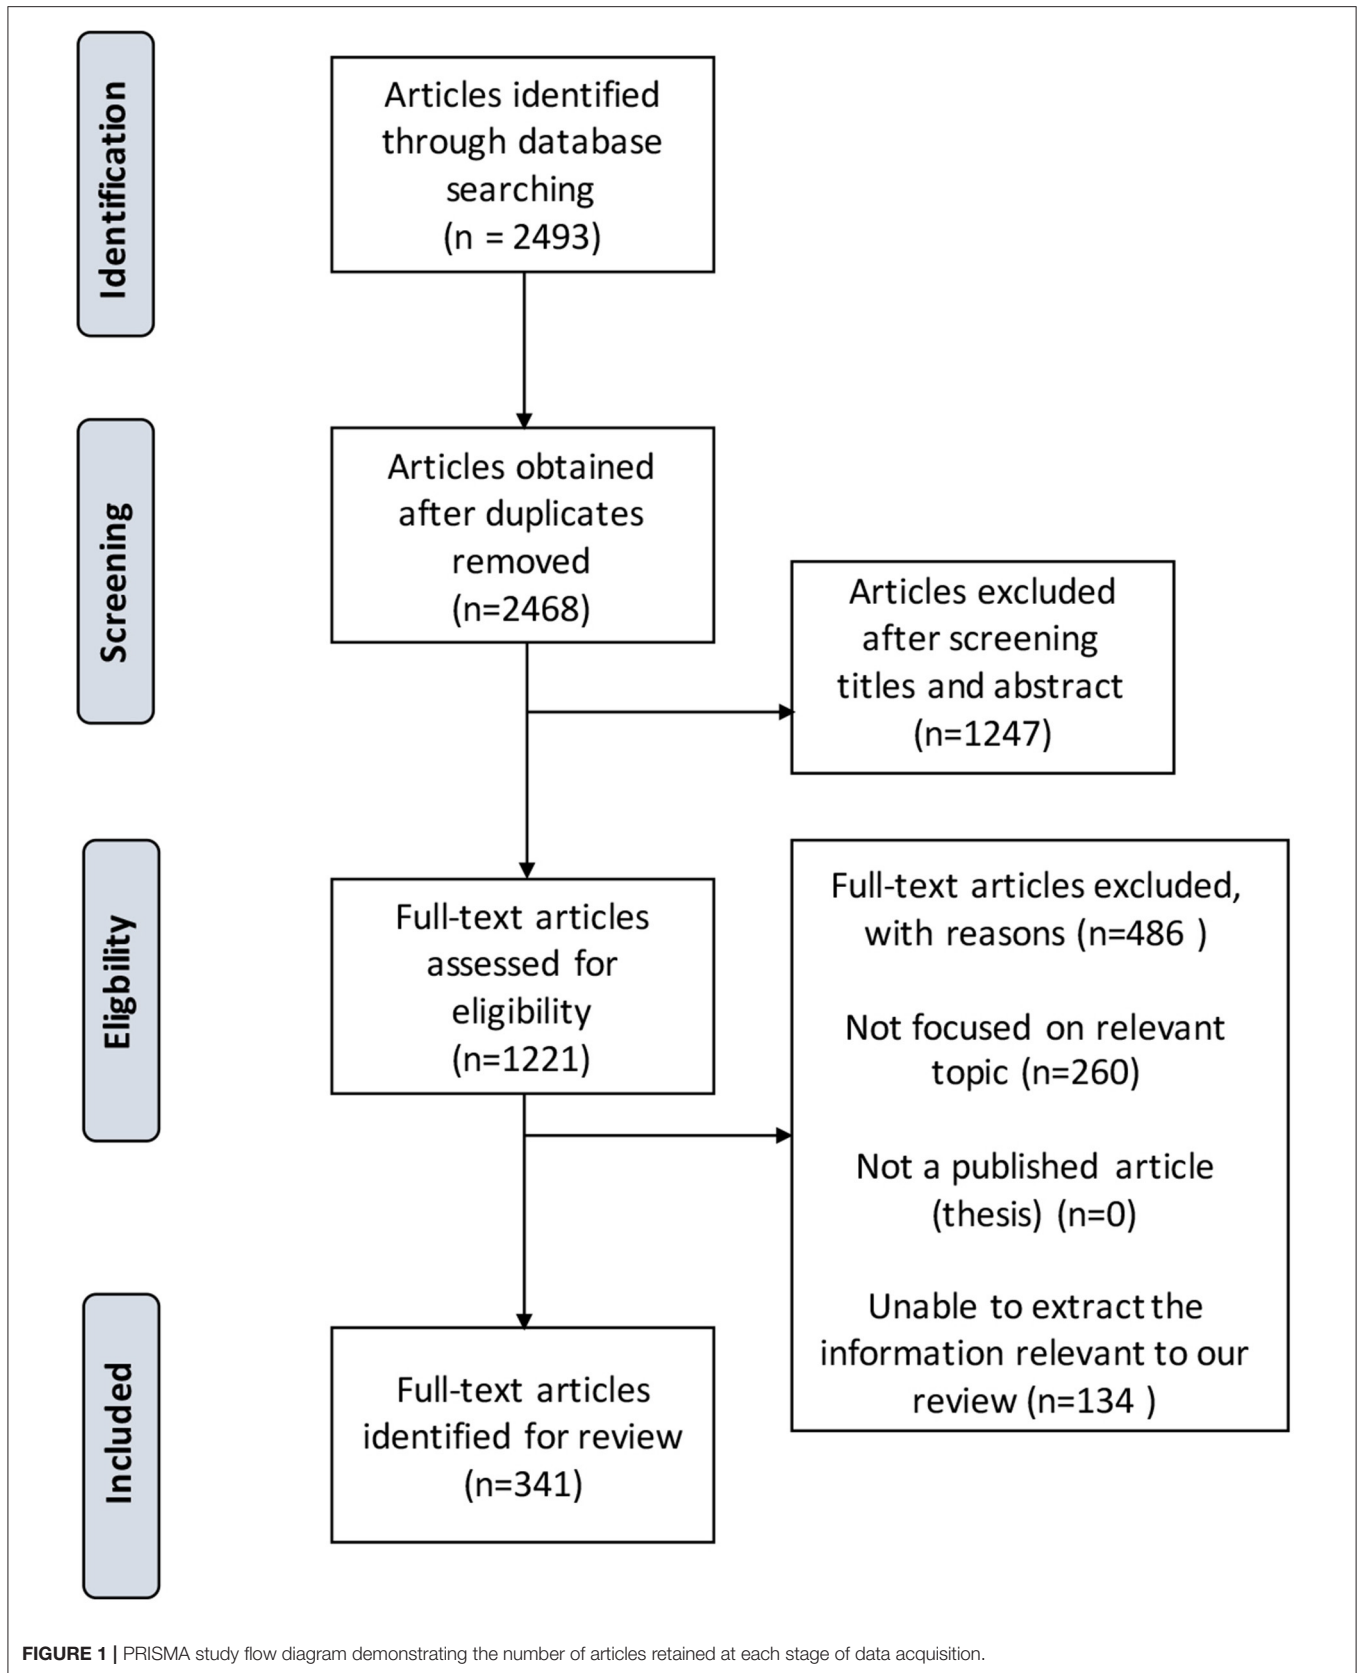 Identification
Articles identified
through database
searching
(n = 2493)
Screening
Articles obtained
after duplicates
removed
(n=2468)
Articles excluded
after screening
titles and abstract
(n=1247)
Eligbility
Full-text articles
assessed for
eligibility
(n=1221)
Full-text articles excluded,
with reasons (n=486 )
Not focused on relevant
topic (n=260)
Not a published article
(thesis) (n=0)
Unable to extract the
information relevant to our
review (n=134 )
Included
Full-text articles
identified for review
(n=341)
FIGURE 1 | PRISMA study flow diagram demonstrating the number of articles retained at each stage of data acquisition.